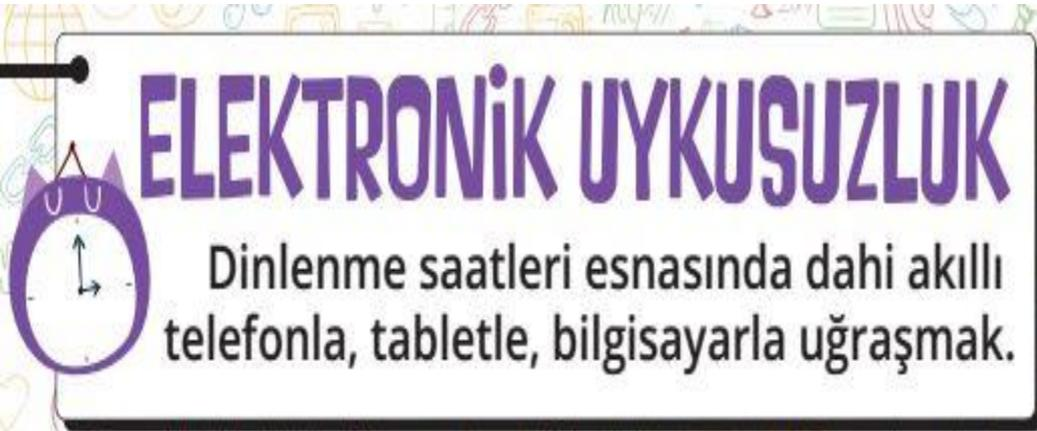 ELEKTRONİK UYKUSUZLUK
Dinlenme saatleri esnasında dahi akıllı
telefonla, tabletle, bilgisayarla uğraşmak.